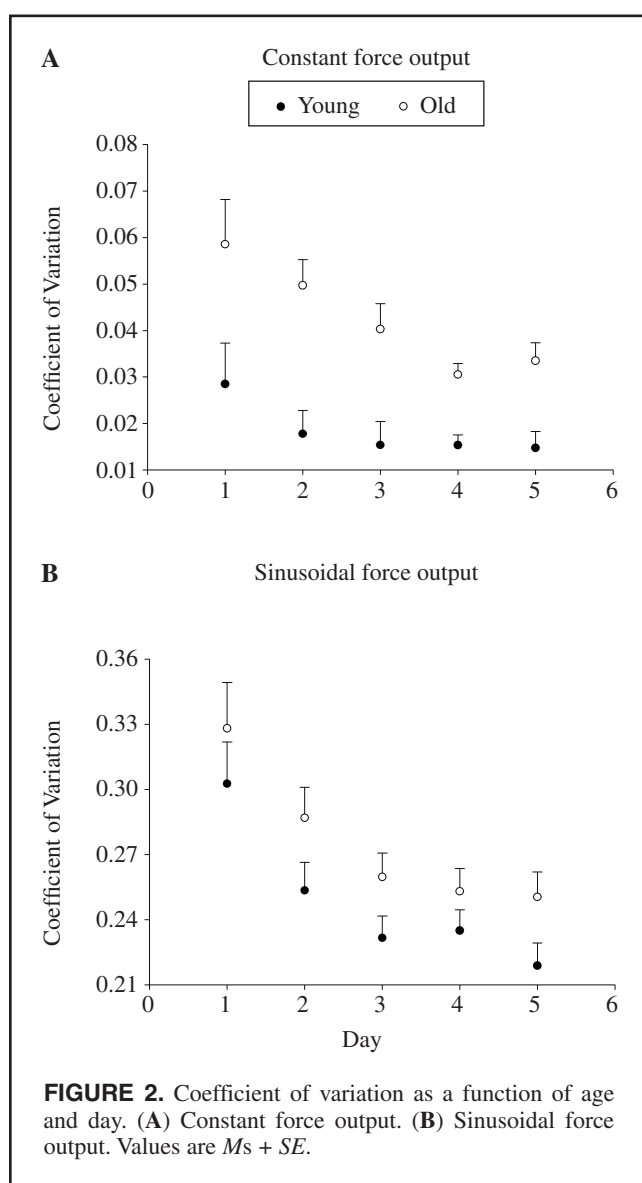 A Constant force output
● Young ○ Old
0.08
0.07
0.06
0.05
0.04
0.03
0.02
0.01
Coefficient of Variation
0 1 2 3 4 5 6
B Sinusoidal force output
0.36
0.33
0.30
0.27
0.24
0.21
Coefficient of Variation
0 1 2 3 4 5 6
Day
FIGURE 2. Coefficient of variation as a function of age
and day. (A) Constant force output. (B) Sinusoidal force
output. Values are Ms + SE.